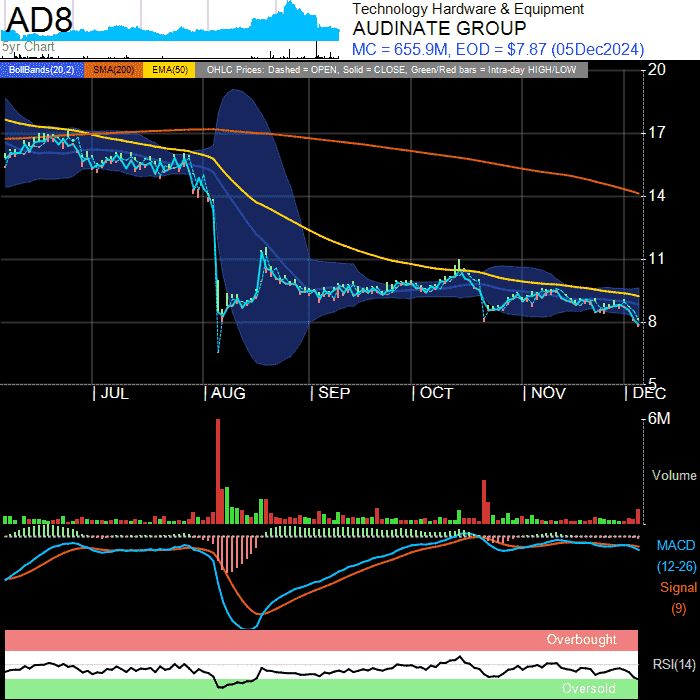 AD8
5yr Chart
Technology Hardware & Equipment
AUDINATE GROUP
MC = 655.9M, EOD = $7.87 (05Dec2024)
BollBands(20,2) SMA(200) EMA(50) OHLC Prices: Dashed = OPEN, Solid = CLOSE, Green/Red bars = Intra-day HIGH/LOW
20
17
14
11
8
5
| JUL | AUG | SEP | OCT | NOV | DEC
6M
Volume
MACD
(12-26)
Signal
(9)
Overbought
RSI(14)
Oversold